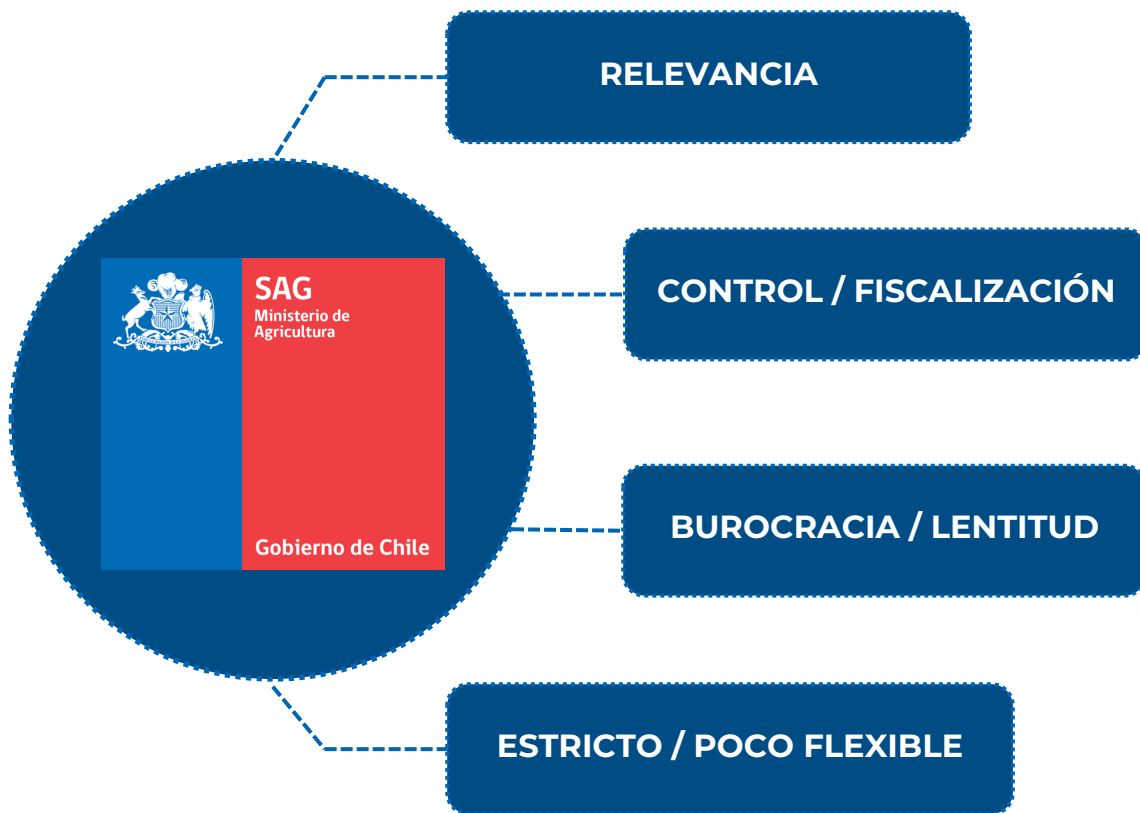 RELEVANCIA
CONTROL / FISCALIZACIÓN
SAG
Ministerio de
Agricultura
BUROCRACIA / LENTITUD
Gobierno de Chile
ESTRICTO / POCO FLEXIBLE